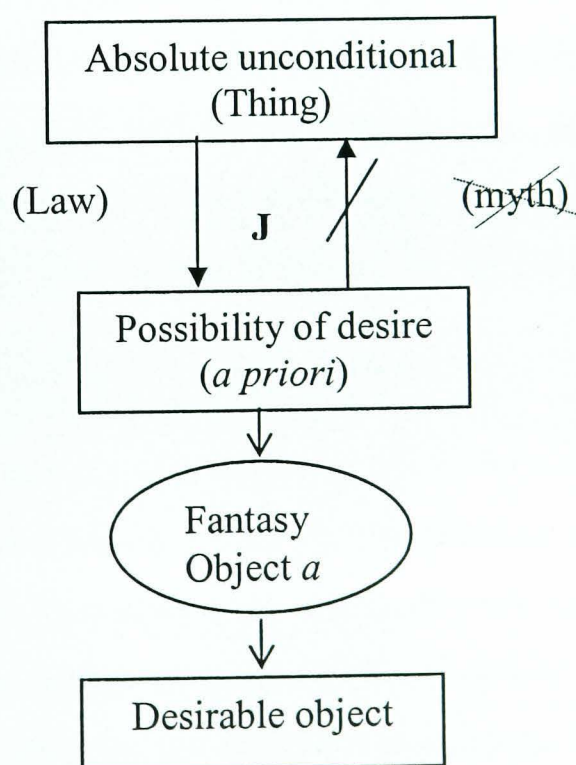 Absolute unconditional
(Thing)
(Law)
J
(myth)
Possibility of desire
(a priori)
Fantasy
Object a
Desirable object